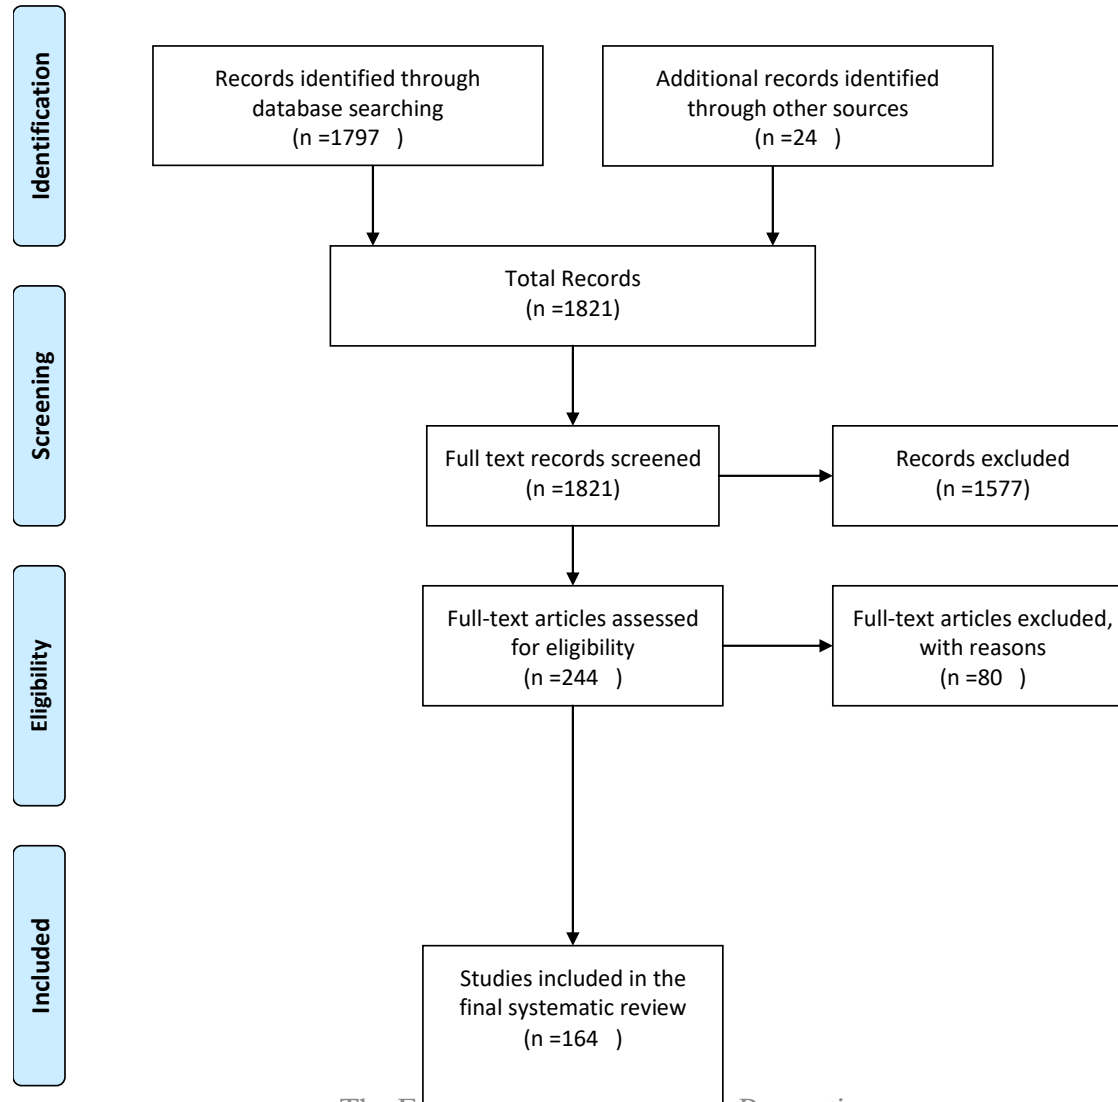 Identification
Records identified through
database searching
(n =1797   )
Additional records identified
through other sources
(n =24   )
Total Records
(n =1821)
Screening
Full text records screened
(n =1821)
Records excluded
(n =1577)
Eligibility
Full-text articles assessed
for eligibility
(n =244   )
Full-text articles excluded,
with reasons
(n =80   )
Included
Studies included in the
final systematic review
(n =164   )